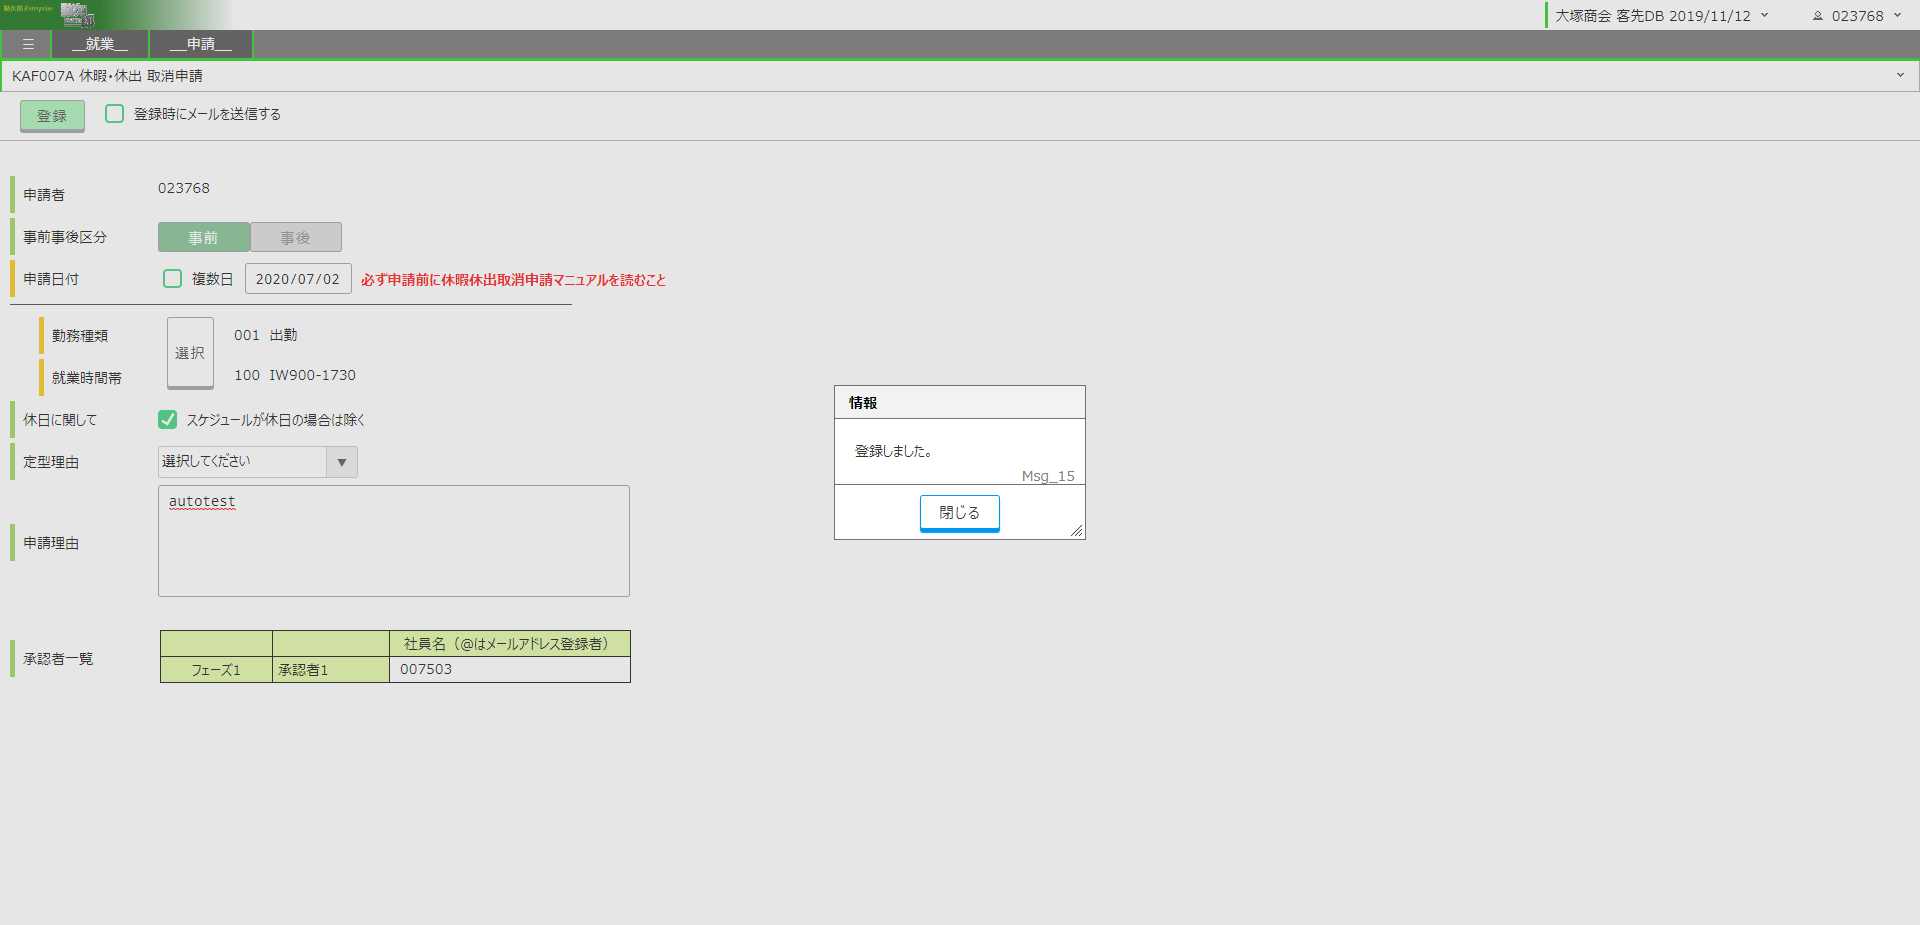 勤次郎 Enterprise
大塚商会 客先DB 2019/11/12
023768
__就業__ __申請__
KAF007A 休暇・休出 取消申請
登録 登録時にメールを送信する
申請者 023768
事前事後区分 事前 事後
申請日付 複数日 2020/07/02 必ず申請前に休暇休出取消申請マニュアルを読むこと
勤務種類 001 出勤
選択
就業時間帯 100 IW900-1730
休日に関して スケジュールが休日の場合は除く
定型理由 選択してください
申請理由 autotest
承認者一覧
社員名（@はメールアドレス登録者）
フェーズ1 承認者1 007503
情報
登録しました。
Msg_15
閉じる